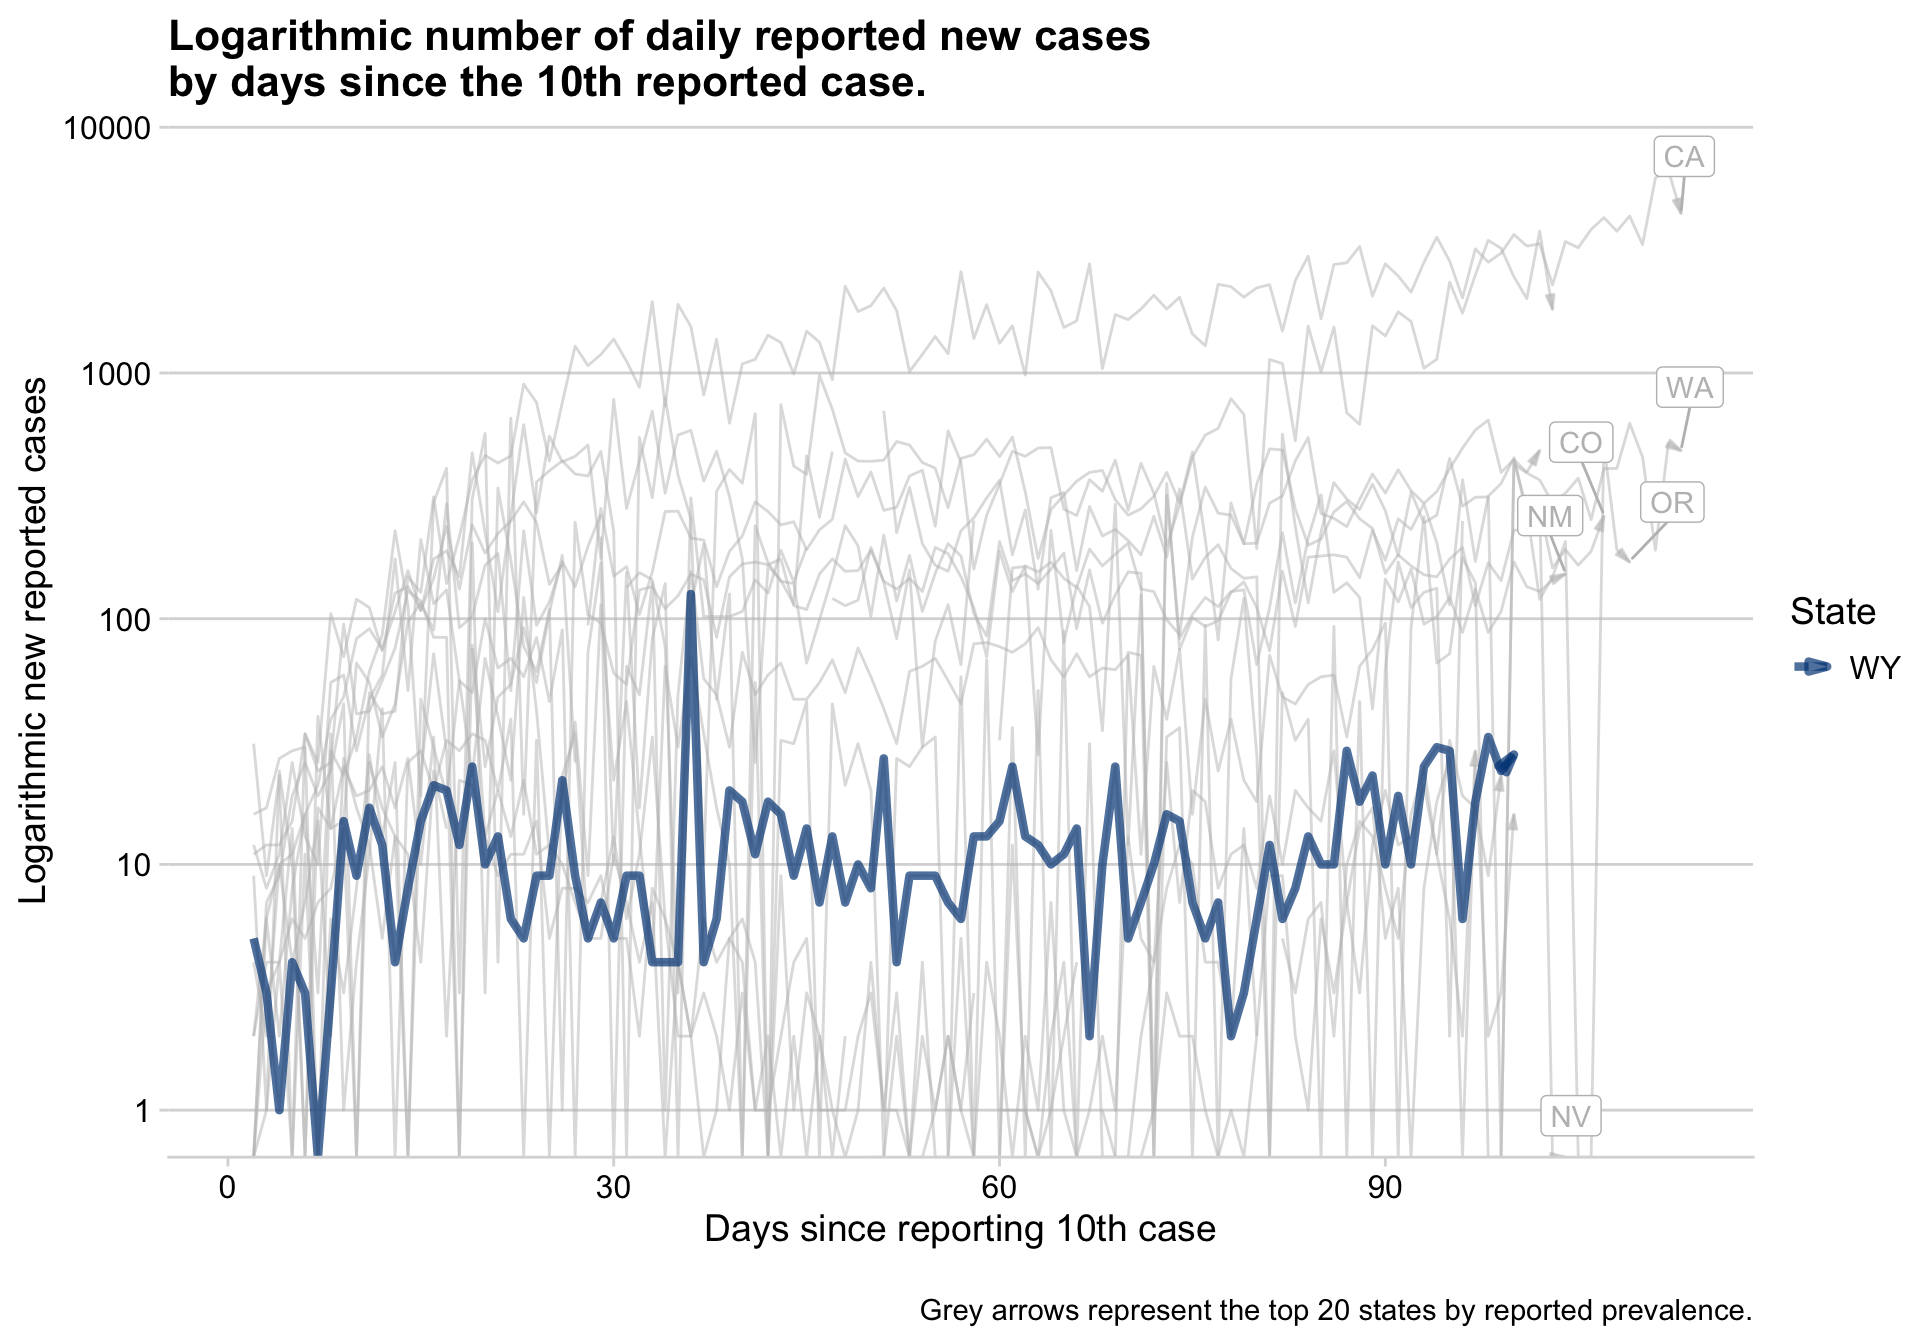 Logarithmic number of daily reported new cases
by days since the 10th reported case.
10000
1000
100
10
1
Logarithmic new reported cases
CA
WA
CO
OR
NM
NV
State
WY
0 30 60 90
Days since reporting 10th case
Grey arrows represent the top 20 states by reported prevalence.